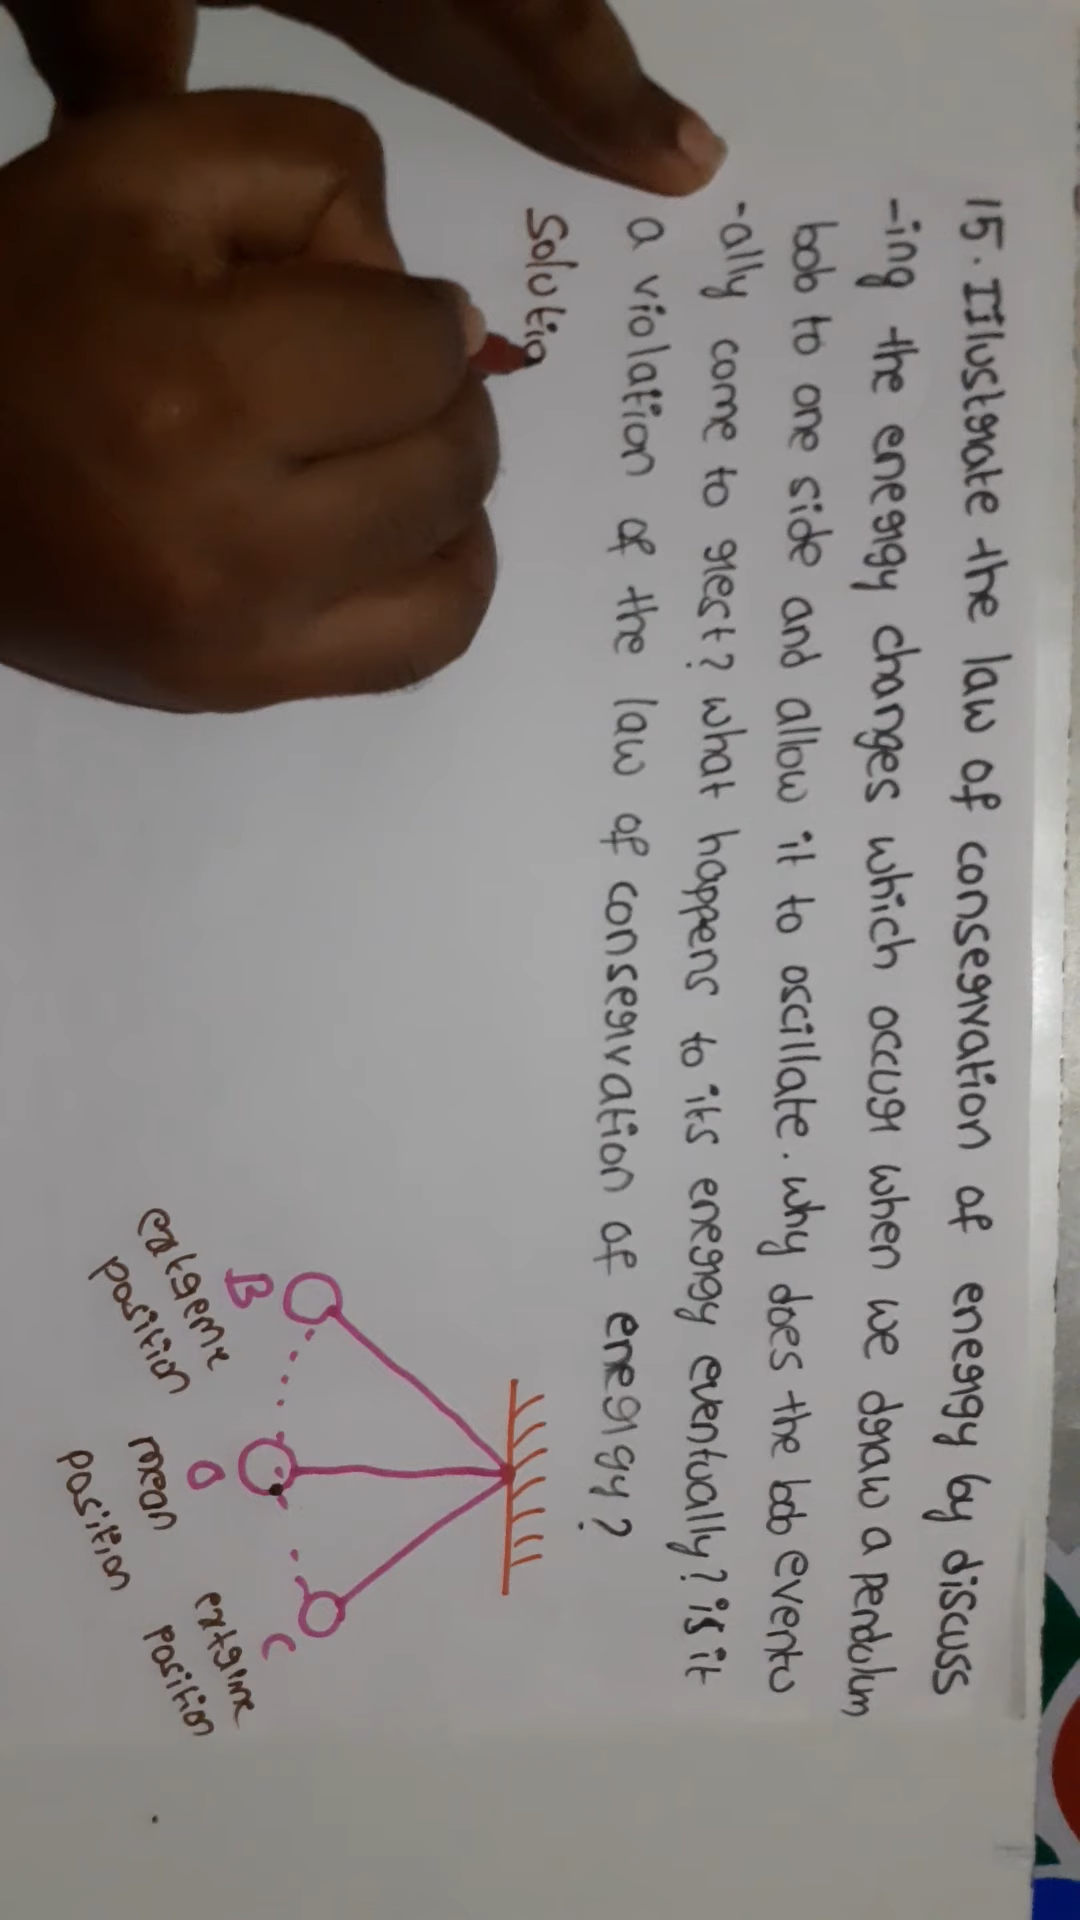 15. Illustrate the law of conservation of energy by discuss
-ing the energy changes which occur when we draw a pendulum
bob to one side and allow it to oscillate. why does the bob eventu
-ally come to rest? what happens to its energy eventually? is it
a violation of the law of conservation of energy?
Solutio
B
O
C
extreme
position
mean
position
extreme
position